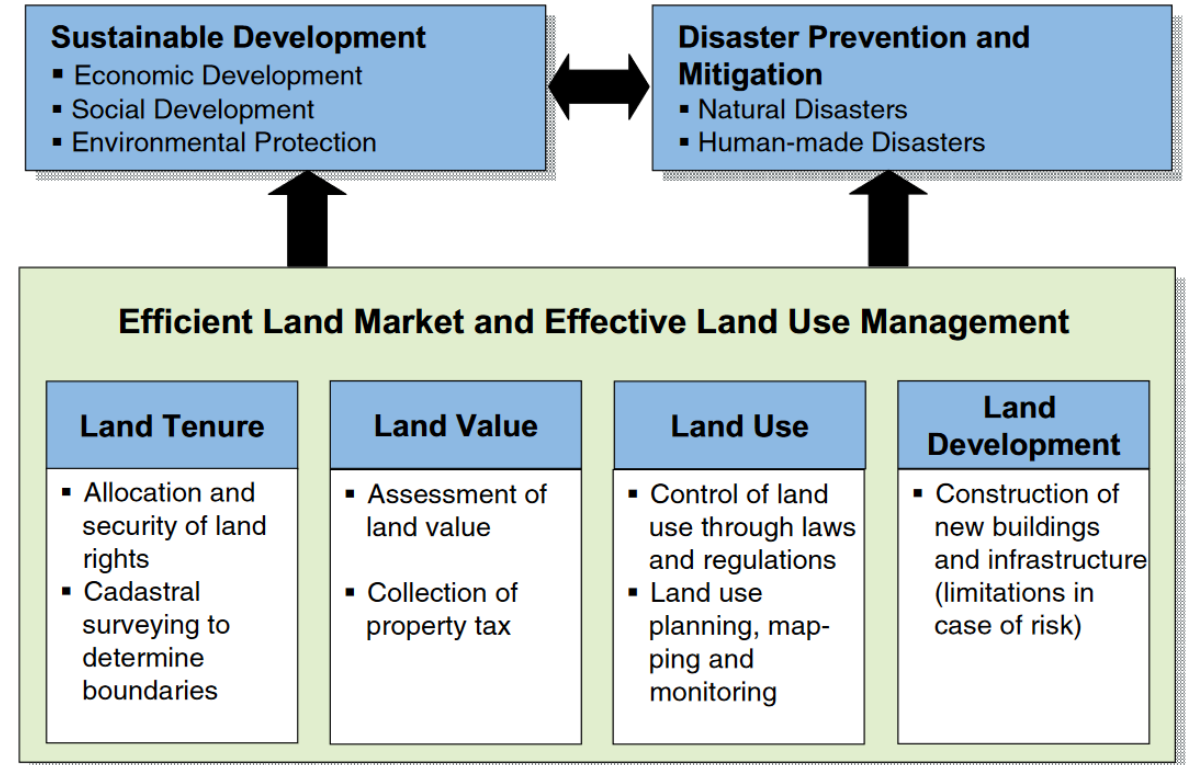 Sustainable Development
▪ Economic Development
▪ Social Development
▪ Environmental Protection
Disaster Prevention and
Mitigation
▪ Natural Disasters
▪ Human-made Disasters
Efficient Land Market and Effective Land Use Management
Land Tenure
▪ Allocation and
security of land
rights
▪ Cadastral
surveying to
determine
boundaries
Land Value
▪ Assessment of
land value
▪ Collection of
property tax
Land Use
▪ Control of land
use through laws
and regulations
▪ Land use
planning, map-
ping and
monitoring
Land
Development
▪ Construction of
new buildings
and infrastructure
(limitations in
case of risk)